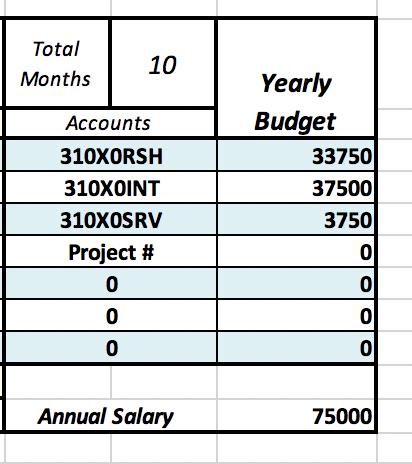 Total Months 10
Yearly Budget
Accounts
310X0RSH 33750
310X0INT 37500
310X0SRV 3750
Project # 0
0 0
0 0
0 0
Annual Salary 75000